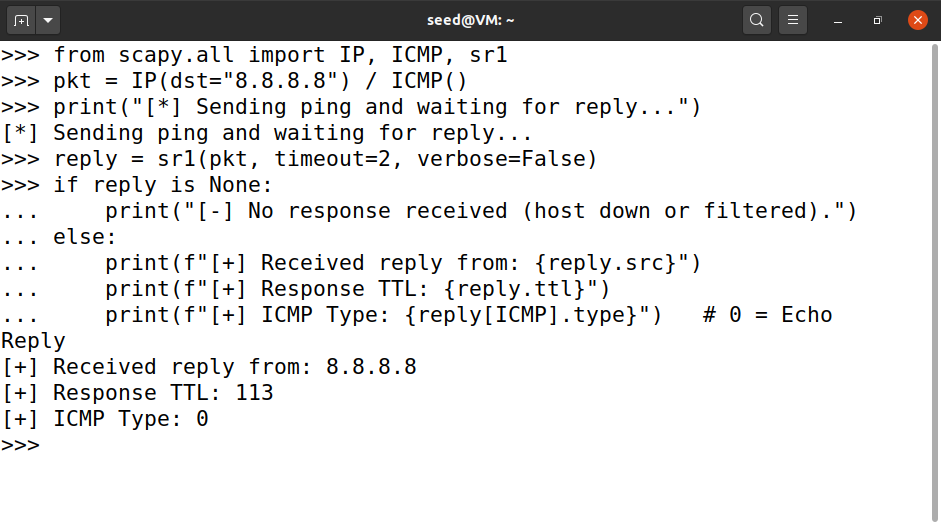 seed@VM: ~
>>> from scapy.all import IP, ICMP, sr1
>>> pkt = IP(dst="8.8.8.8") / ICMP()
>>> print("[*] Sending ping and waiting for reply...")
[*] Sending ping and waiting for reply...
>>> reply = sr1(pkt, timeout=2, verbose=False)
>>> if reply is None:
...     print("[-] No response received (host down or filtered).")
... else:
...     print(f"[+] Received reply from: {reply.src}")
...     print(f"[+] Response TTL: {reply.ttl}")
...     print(f"[+] ICMP Type: {reply[ICMP].type}")   # 0 = Echo
Reply
[+] Received reply from: 8.8.8.8
[+] Response TTL: 113
[+] ICMP Type: 0
>>>